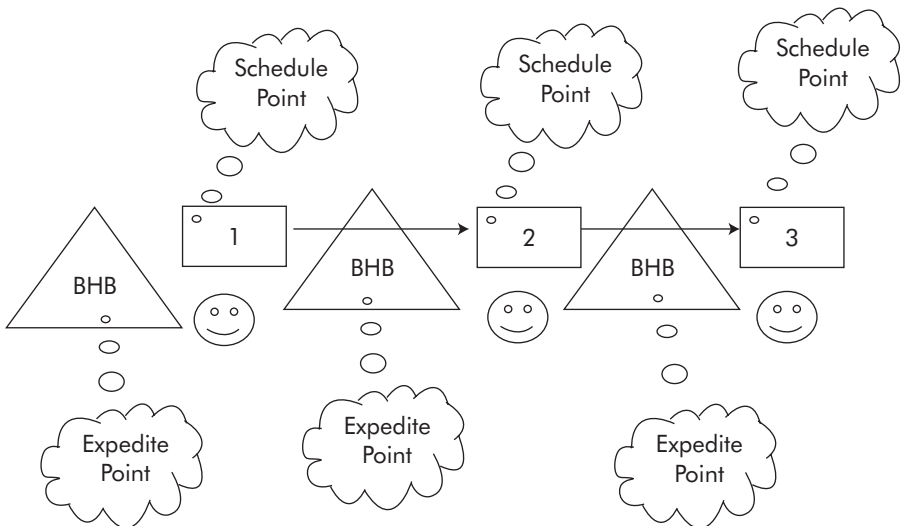 Schedule
Point
Schedule
Point
Schedule
Point
1
2
3
BHB
BHB
BHB
Expedite
Point
Expedite
Point
Expedite
Point